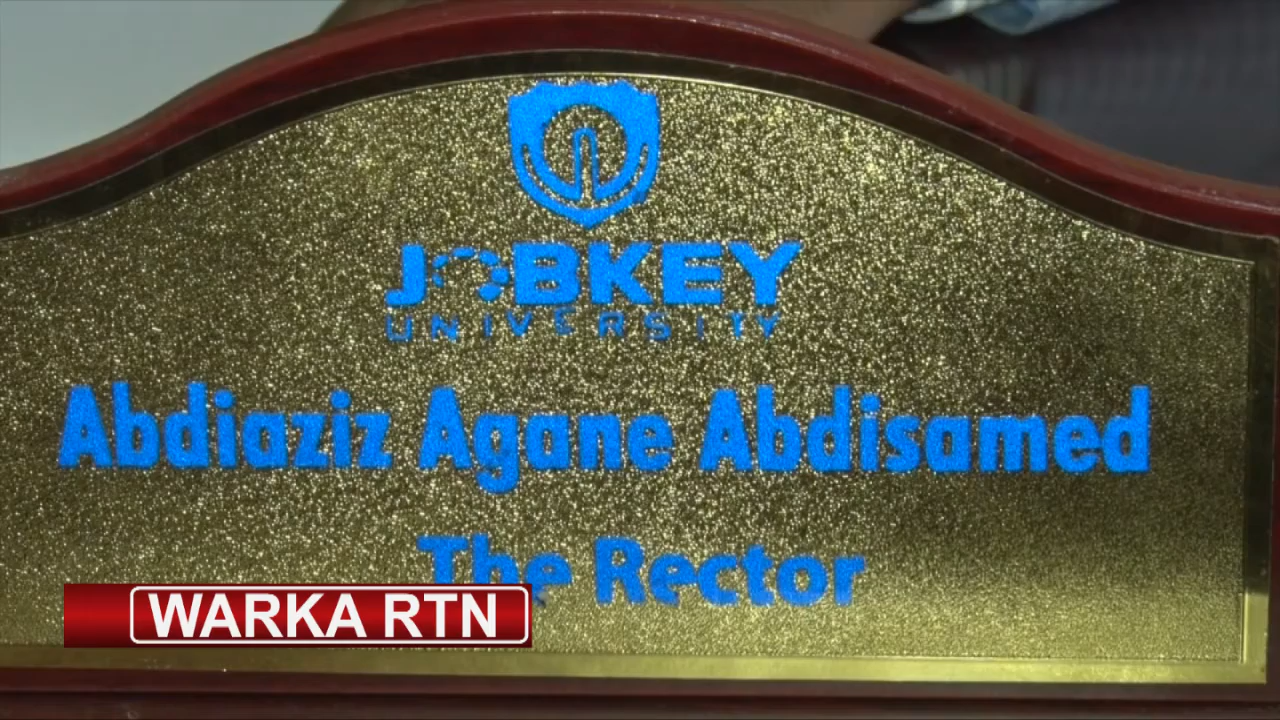 JOBKEY
UNIVERSITY
Abdiaziz Agane Abdisamed
The Rector
WARKA RTN